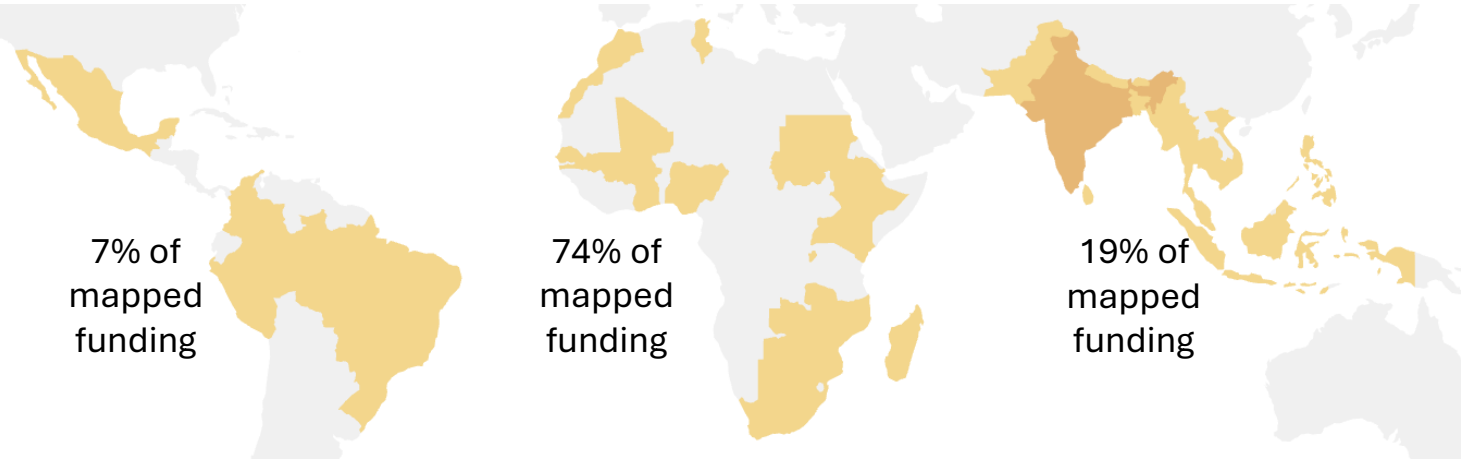 7% of
mapped
funding
74% of
mapped
funding
19% of
mapped
funding